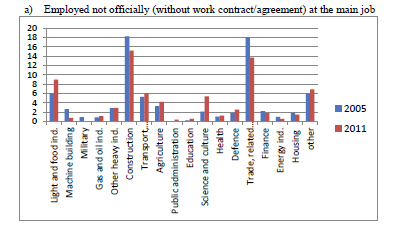 a) Employed not officially (without work contract/agreement) at the main job
20
18
16
14
12
10
8
6
4
2
0
Light and food ind.
Machine building
Military
Gas and oil ind.
Other heavy ind.
Construction
Transport,...
Agriculture
Public administration
Education
Science and culture
Health
Defence
Trade, related...
Finance
Energy ind.
Housing
other
2005
2011